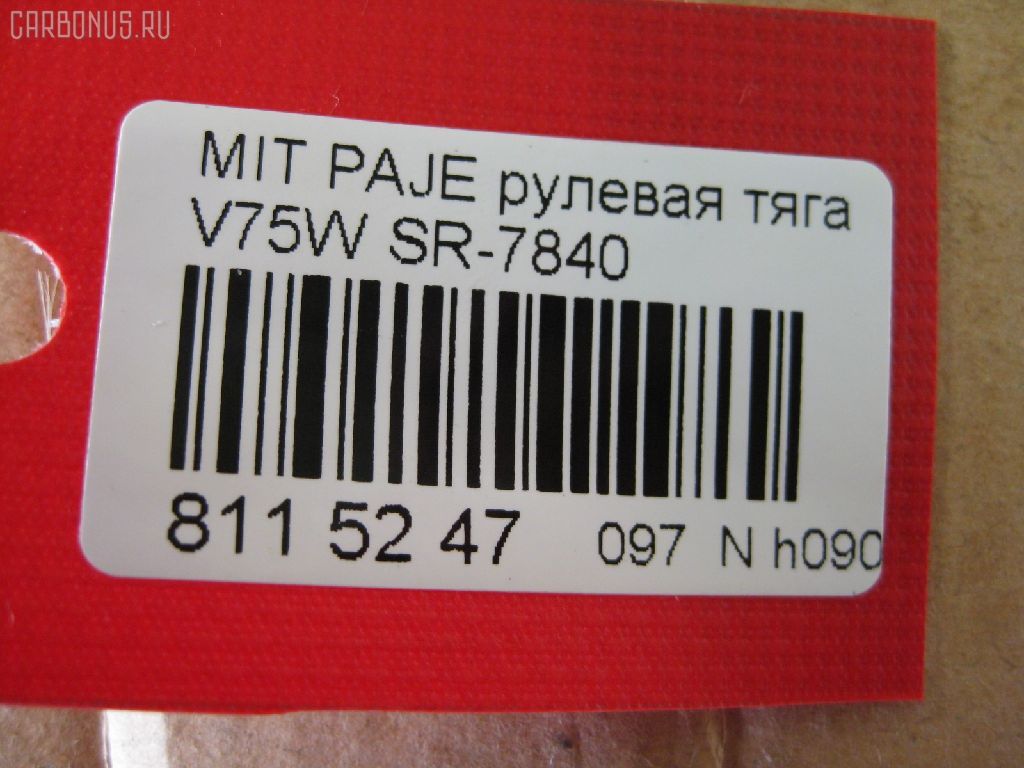 CARBONUS.RU
MIT PAJE рулевая тяга
V75W SR-7840
811 52 47 097 N h090